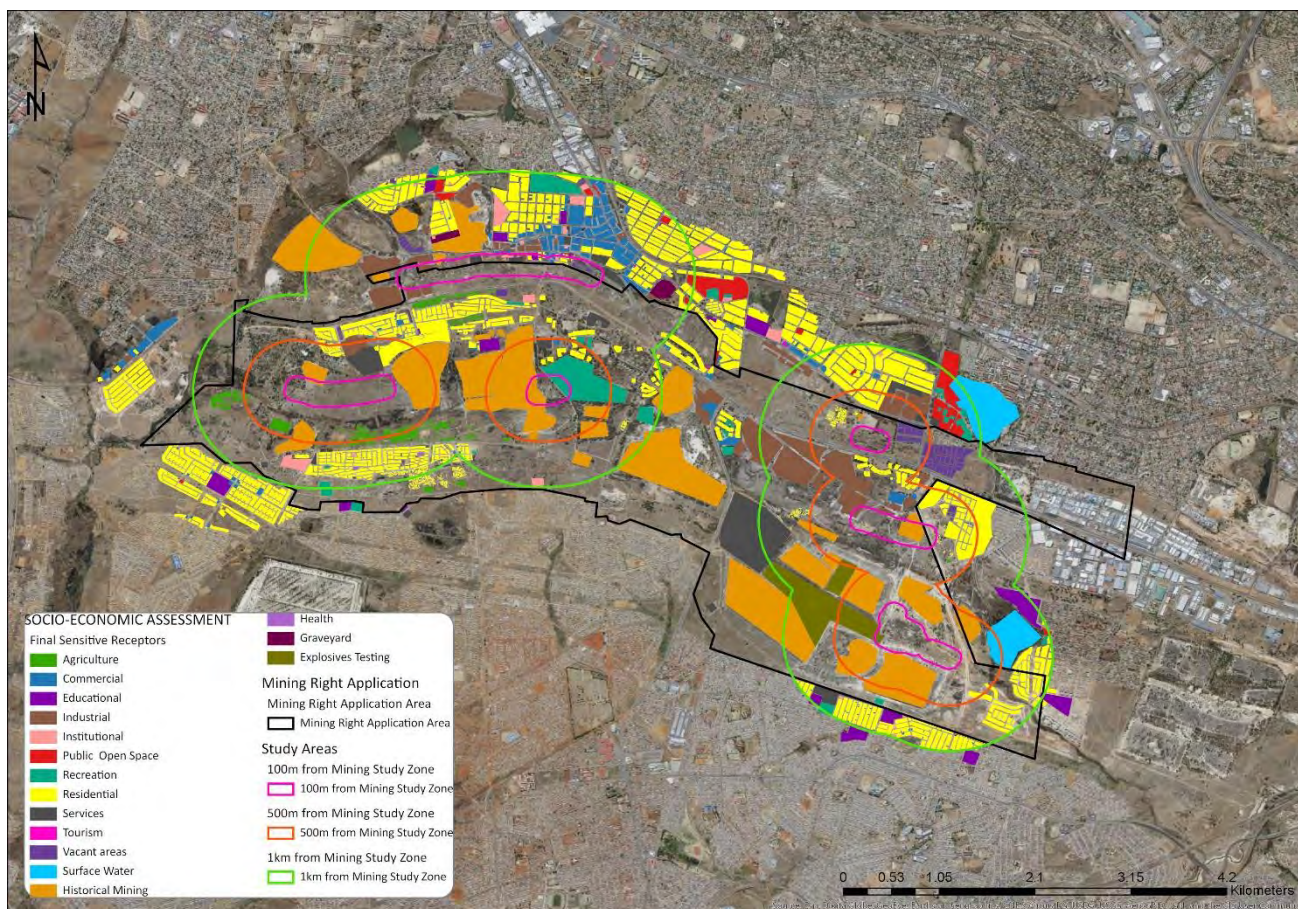 N
SOCIO-ECONOMIC ASSESSMENT
Final Sensitive Receptors
Agriculture
Commercial
Educational
Industrial
Institutional
Public Open Space
Recreation
Residential
Services
Tourism
Vacant areas
Surface Water
Historical Mining
Health
Graveyard
Explosives Testing
Mining Right Application
Mining Right Application Area
Mining Right Application Area
Study Areas
100m from Mining Study Zone
100m from Mining Study Zone
500m from Mining Study Zone
500m from Mining Study Zone
1km from Mining Study Zone
1km from Mining Study Zone
0 0.53 1.05 2.1 3.15 4.2
Kilometers